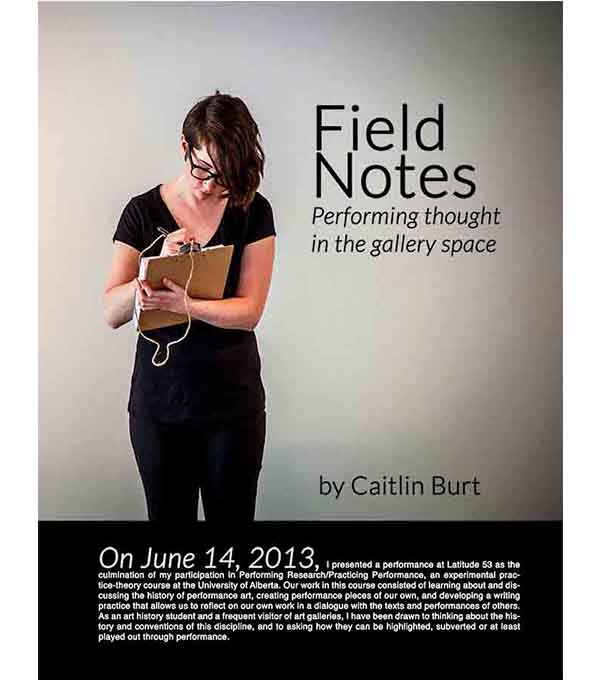 Field
Notes
Performing thought
in the gallery space
by Caitlin Burt
On June 14, 2013, I presented a performance at Latitude 53 as the
culmination of my participation in Performing Research/Practicing Performance, an experimental prac-
tice-theory course at the University of Alberta. Our work in this course consisted of learning about and dis-
cussing the history of performance art, creating performance pieces of our own, and developing a writing
practice that allows us to reflect on our own work in a dialogue with the texts and performances of others.
As an art history student and a frequent visitor of art galleries, I have been drawn to thinking about the his-
tory and conventions of this discipline, and to asking how they can be highlighted, subverted or at least
played out through performance.